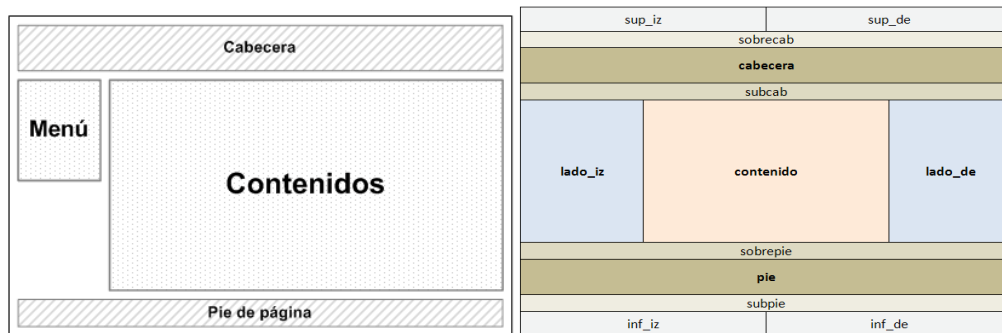 Cabecera
Menú
Contenidos
Pie de página
sup_iz sup_de
sobrecab
cabecera
subcab
lado_iz contenido lado_de
sobrepie
pie
subpie
inf_iz inf_de